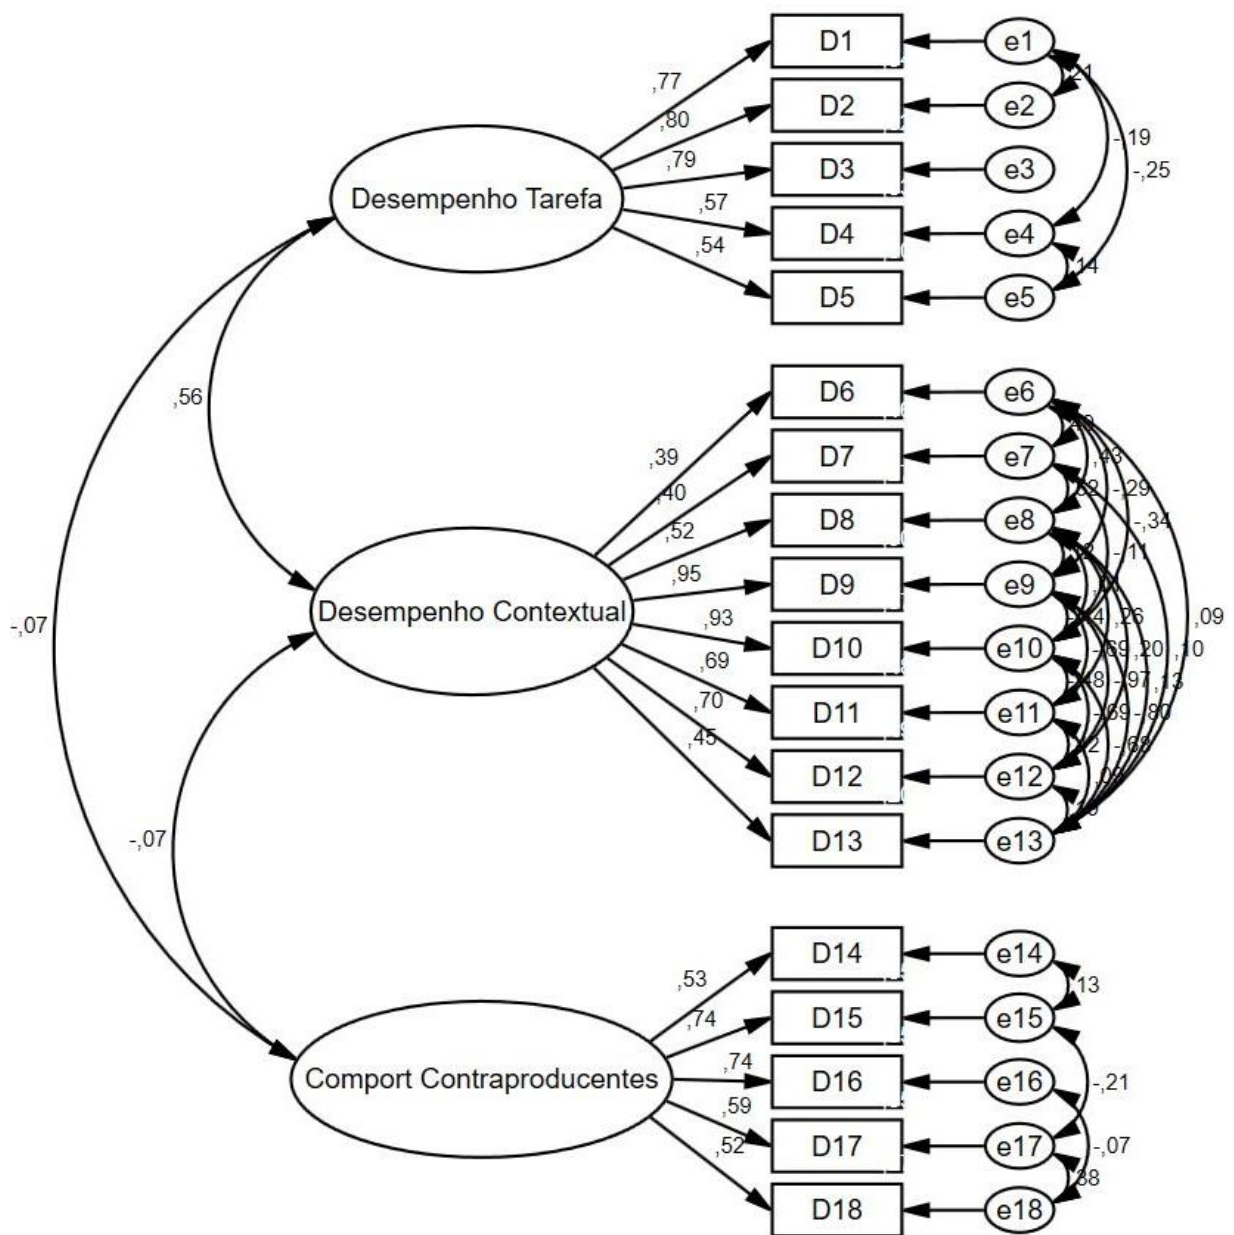 D1
e1
,77
D2
e2
,80
-,19
D3
e3
,79
-,25
Desempenho Tarefa
,57
D4
e4
,54
D5
e5
,56
D6
e6
,39
D7
e7
,43
,40
-,29
,52
D8
e8
-,34
-,11
,95
D9
e9
Desempenho Contextual
,93
,26
,09
D10
e10
-,69
,20
,10
,69
-,97
,13
,70
D11
e11
-,69
-,80
,45
-,68
D12
e12
D13
e13
-,07
-,07
D14
e14
,53
D15
e15
,74
,74
D16
e16
-,21
Comport Contraproducentes
,59
,52
D17
e17
-,07
D18
e18